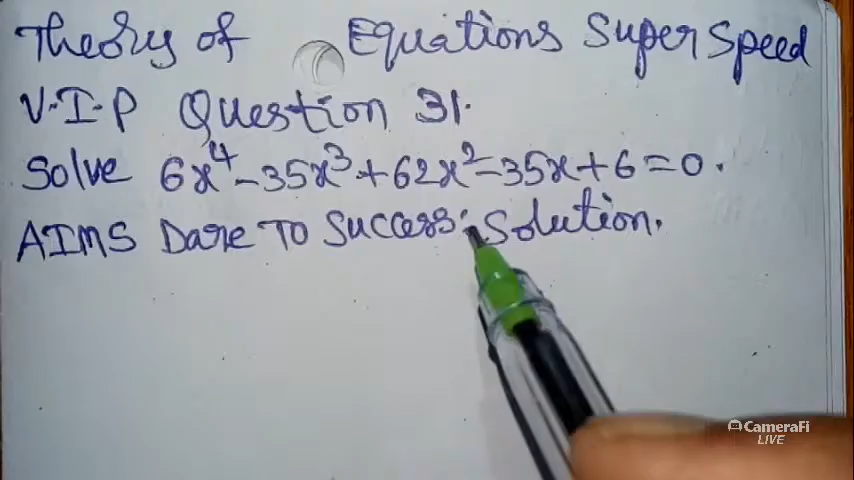 Theory of Equations Super Speed
V.I.P Question 31.
Solve 6x⁴-35x³+62x²-35x+6=0.
AIMS Dare To Success: Solution.
CameraFi
LIVE